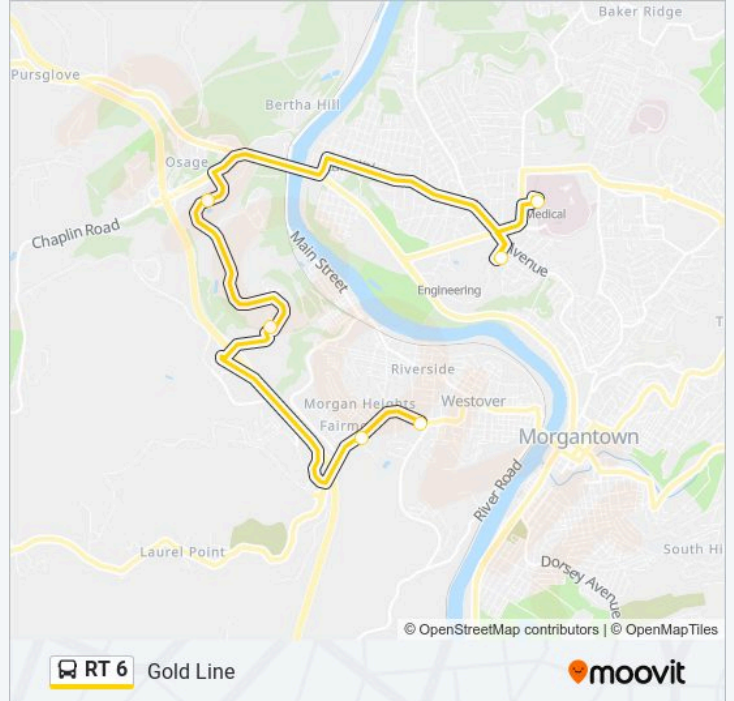 Baker Ridge
Pursglove
Bertha Hill
Osage
Medical
Chaplin Road
Main Street
Avenue
Engineering
Riverside
Morgan Heights
Westover
Fairm
Morgantown
River Road
Laurel Point
South Hi
Dorsey Avenue
© OpenStreetMap contributors | © OpenMapTiles
RT 6 Gold Line
moovit